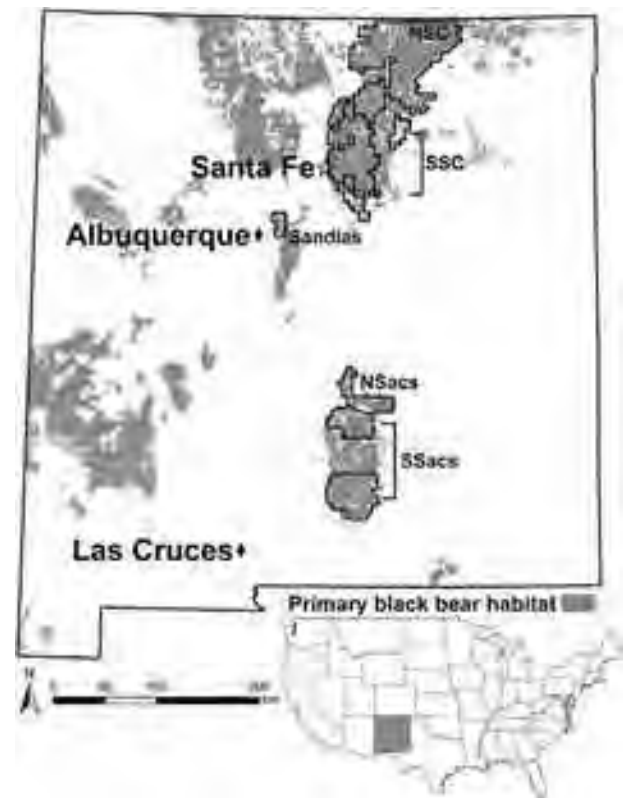 NSC
Santa Fe
SSC
Albuquerque
Sandias
NSacs
SSacs
Las Cruces
Primary black bear habitat
N